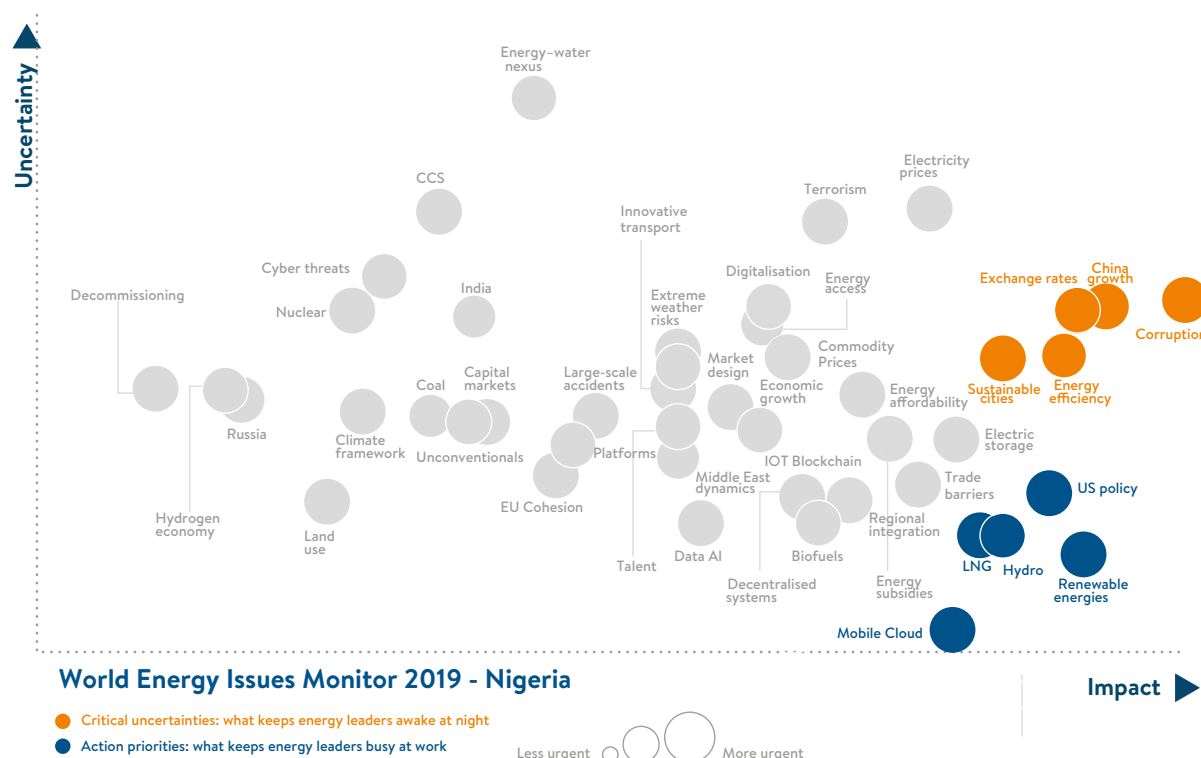 Uncertainty
Energy–water
nexus
CCS
Electricity
prices
Terrorism
Innovative
transport
Cyber threats
Digitalisation
Energy
access
Exchange rates
China
growth
Decommissioning
India
Nuclear
Extreme
weather
risks
Corruption
Commodity
Prices
Market
design
Large-scale
accidents
Capital
markets
Coal
Economic
growth
Energy
affordability
Sustainable
cities
Energy
efficiency
Russia
Climate
framework
Unconventionals
Platforms
IOT Blockchain
Electric
storage
Middle East
dynamics
Trade
barriers
US policy
EU Cohesion
Hydrogen
economy
Land
use
Regional
integration
Talent
Data AI
Biofuels
LNG
Hydro
Decentralised
systems
Energy
subsidies
Renewable
energies
Mobile Cloud
World Energy Issues Monitor 2019 - Nigeria
Impact
Critical uncertainties: what keeps energy leaders awake at night
Action priorities: what keeps energy leaders busy at work
Less urgent
More urgent